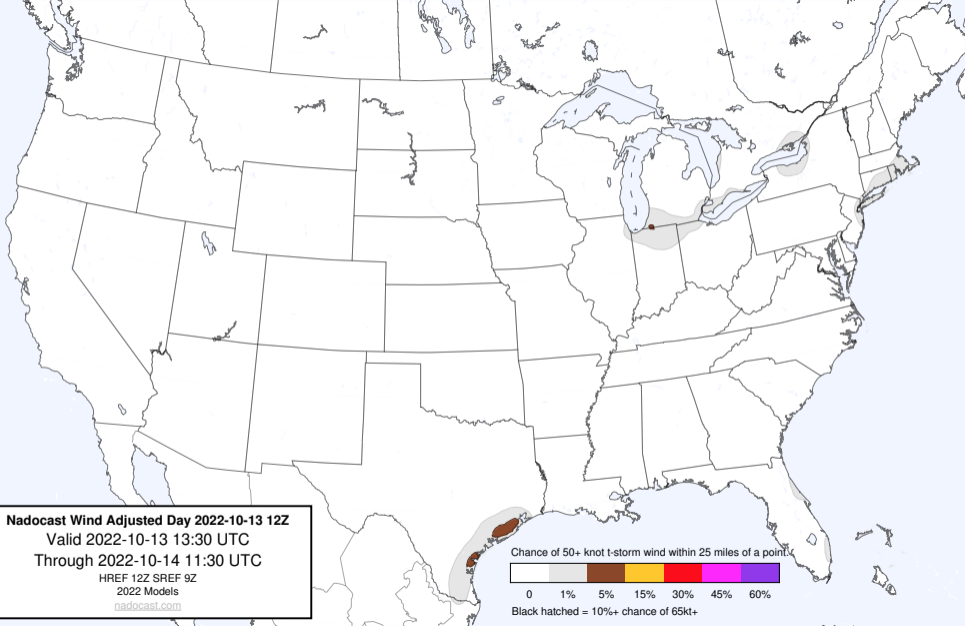 Nadocast Wind Adjusted Day 2022-10-13 12Z
Valid 2022-10-13 13:30 UTC
Through 2022-10-14 11:30 UTC
HREF 12Z SREF 9Z
2022 Models
nadocast.com
Chance of 50+ knot t-storm wind within 25 miles of a point.
0 1% 5% 15% 30% 45% 60%
Black hatched = 10%+ chance of 65kt+